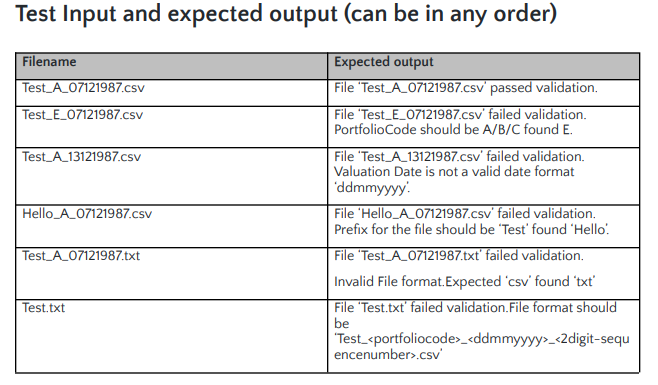 Test Input and expected output (can be in any order)
Filename Expected output
Test_A_07121987.csv File ‘Test_A_07121987.csv’ passed validation.
Test_E_07121987.csv File ‘Test_E_07121987.csv’ failed validation.
PortfolioCode should be A/B/C found E.
Test_A_13121987.csv File ‘Test_A_13121987.csv’ failed validation.
Valuation Date is not a valid date format
‘ddmmyyyy’.
Hello_A_07121987.csv File ‘Hello_A_07121987.csv’ failed validation.
Prefix for the file should be ‘Test’ found ‘Hello’.
Test_A_07121987.txt File ‘Test_A_07121987.txt’ failed validation.
Invalid File format.Expected ‘csv’ found ‘txt’
Test.txt File ‘Test.txt’ failed validation.File format should
be
‘Test_<portfoliocode>_<ddmmyyyy>_<2digit-sequ
encenumber>.csv’